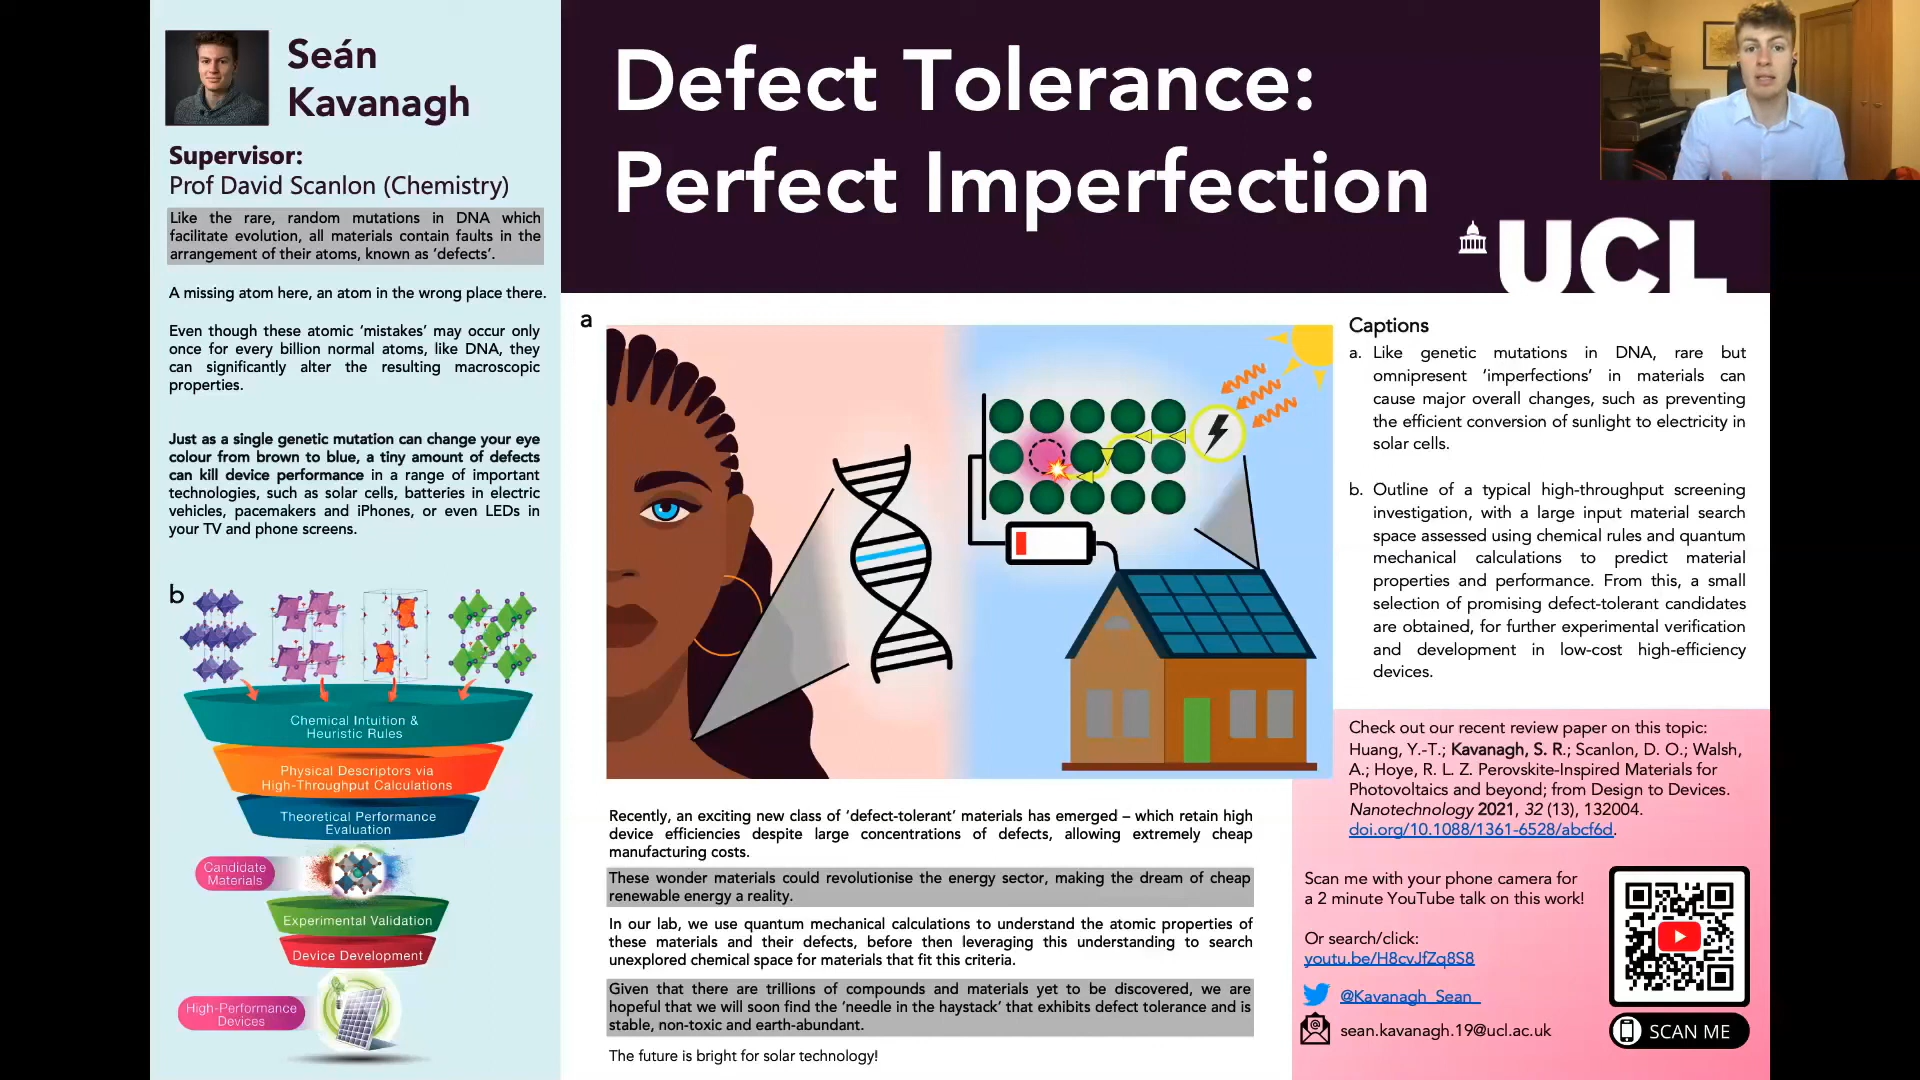 Seán
Kavanagh
Supervisor:
Prof David Scanlon (Chemistry)
Like the rare, random mutations in DNA which
facilitate evolution, all materials contain faults in the
arrangement of their atoms, known as ‘defects’.
A missing atom here, an atom in the wrong place there.
Even though these atomic ‘mistakes’ may occur only
once for every billion normal atoms, like DNA, they
can significantly alter the resulting macroscopic
properties.
Just as a single genetic mutation can change your eye
colour from brown to blue, a tiny amount of defects
can kill device performance in a range of important
technologies, such as solar cells, batteries in electric
vehicles, pacemakers and iPhones, or even LEDs in
your TV and phone screens.
b
Chemical Intuition &
Heuristic Rules
Physical Descriptors via
High-Throughput Calculations
Theoretical Performance
Evaluation
Candidate
Materials
Experimental Validation
Device Development
High-Performance
Devices
Defect Tolerance:
Perfect Imperfection
UCL
a
Recently, an exciting new class of ‘defect-tolerant’ materials has emerged – which retain high
device efficiencies despite large concentrations of defects, allowing extremely cheap
manufacturing costs.
These wonder materials could revolutionise the energy sector, making the dream of cheap
renewable energy a reality.
In our lab, we use quantum mechanical calculations to understand the atomic properties of
these materials and their defects, before then leveraging this understanding to search
unexplored chemical space for materials that fit this criteria.
Given that there are trillions of compounds and materials yet to be discovered, we are
hopeful that we will soon find the ‘needle in the haystack’ that exhibits defect tolerance and is
stable, non-toxic and earth-abundant.
The future is bright for solar technology!
Captions
a. Like genetic mutations in DNA, rare but
omnipresent ‘imperfections’ in materials can
cause major overall changes, such as preventing
the efficient conversion of sunlight to electricity in
solar cells.
b. Outline of a typical high-throughput screening
investigation, with a large input material search
space assessed using chemical rules and quantum
mechanical calculations to predict material
properties and performance. From this, a small
selection of promising defect-tolerant candidates
are obtained, for further experimental verification
and development in low-cost high-efficiency
devices.
Check out our recent review paper on this topic:
Huang, Y.-T.; Kavanagh, S. R.; Scanlon, D. O.; Walsh,
A.; Hoye, R. L. Z. Perovskite-Inspired Materials for
Photovoltaics and beyond; from Design to Devices.
Nanotechnology 2021, 32 (13), 132004.
doi.org/10.1088/1361-6528/abcf6d.
Scan me with your phone camera for
a 2 minute YouTube talk on this work!
Or search/click:
youtu.be/H8cvJfZq8S8
@Kavanagh_Sean_
sean.kavanagh.19@ucl.ac.uk
SCAN ME